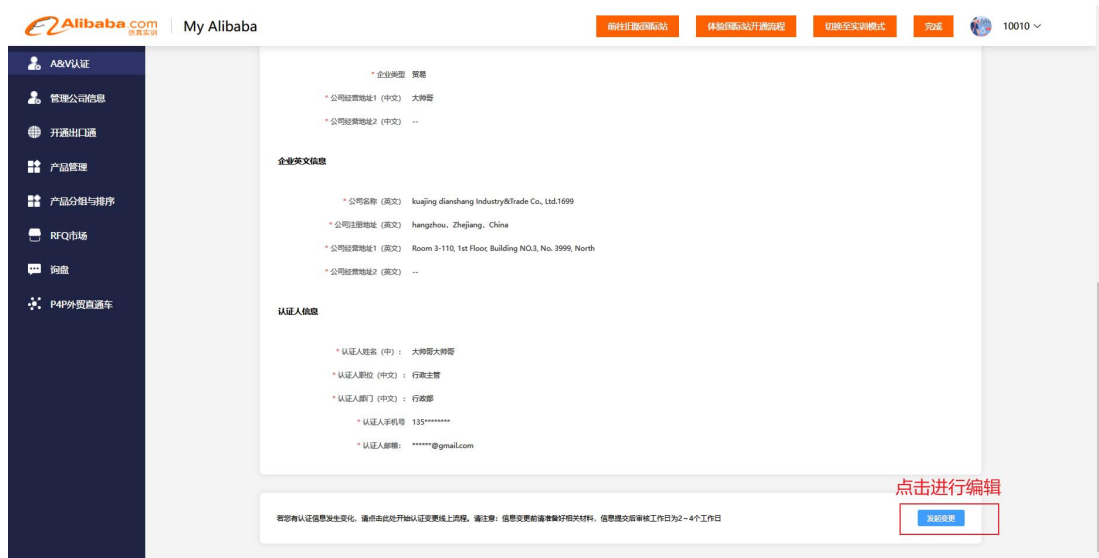 Alibaba.com
仿真实训
My Alibaba
前往旧版国际站
体验国际站开通流程
切换至实训模式
完成
10010
A&V认证
管理公司信息
开通出口通
产品管理
产品分组与排序
RFQ市场
询盘
P4P外贸直通车
* 企业类型 贸易
* 公司经营地址1（中文） 大帅哥
* 公司经营地址2（中文） --
企业英文信息
* 公司名称（英文） kuajing dianshang Industry&Trade Co., Ltd.1699
* 公司注册地址（英文） hangzhou, Zhejiang, China
* 公司经营地址1（英文） Room 3-110, 1st Floor, Building NO.3, No. 3999, North
* 公司经营地址2（英文） --
认证人信息
* 认证人姓名（中）: 大帅哥大帅哥
* 认证人职位（中文）: 行政主管
* 认证人部门（中文）: 行政部
* 认证人手机号 135********
* 认证人邮箱: ******@gmail.com
点击进行编辑
若您有认证信息发生变化，请点击此处开始认证变更线上流程。请注意：信息变更前请准备好相关材料，信息提交后审核工作日为2-4个工作日
发起变更